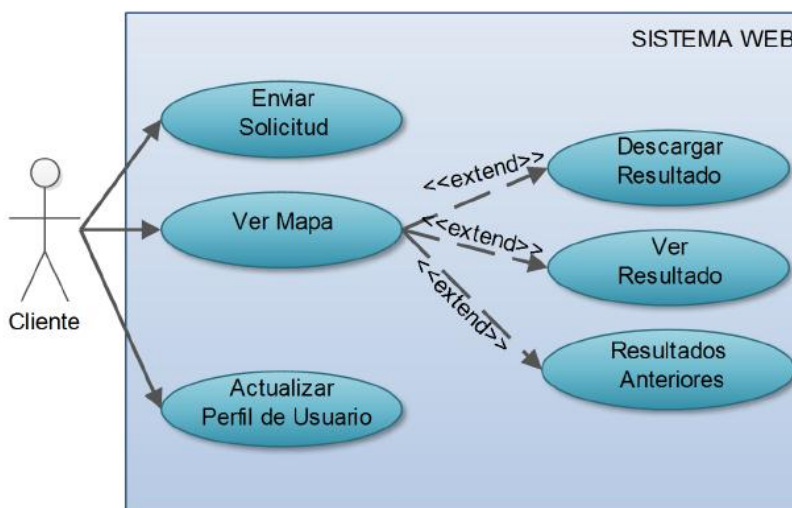 SISTEMA WEB
Enviar
Solicitud
Ver Mapa
Actualizar
Perfil de Usuario
Cliente
<<extend>>
<<extend>>
<<extend>>
Descargar
Resultado
Ver
Resultado
Resultados
Anteriores